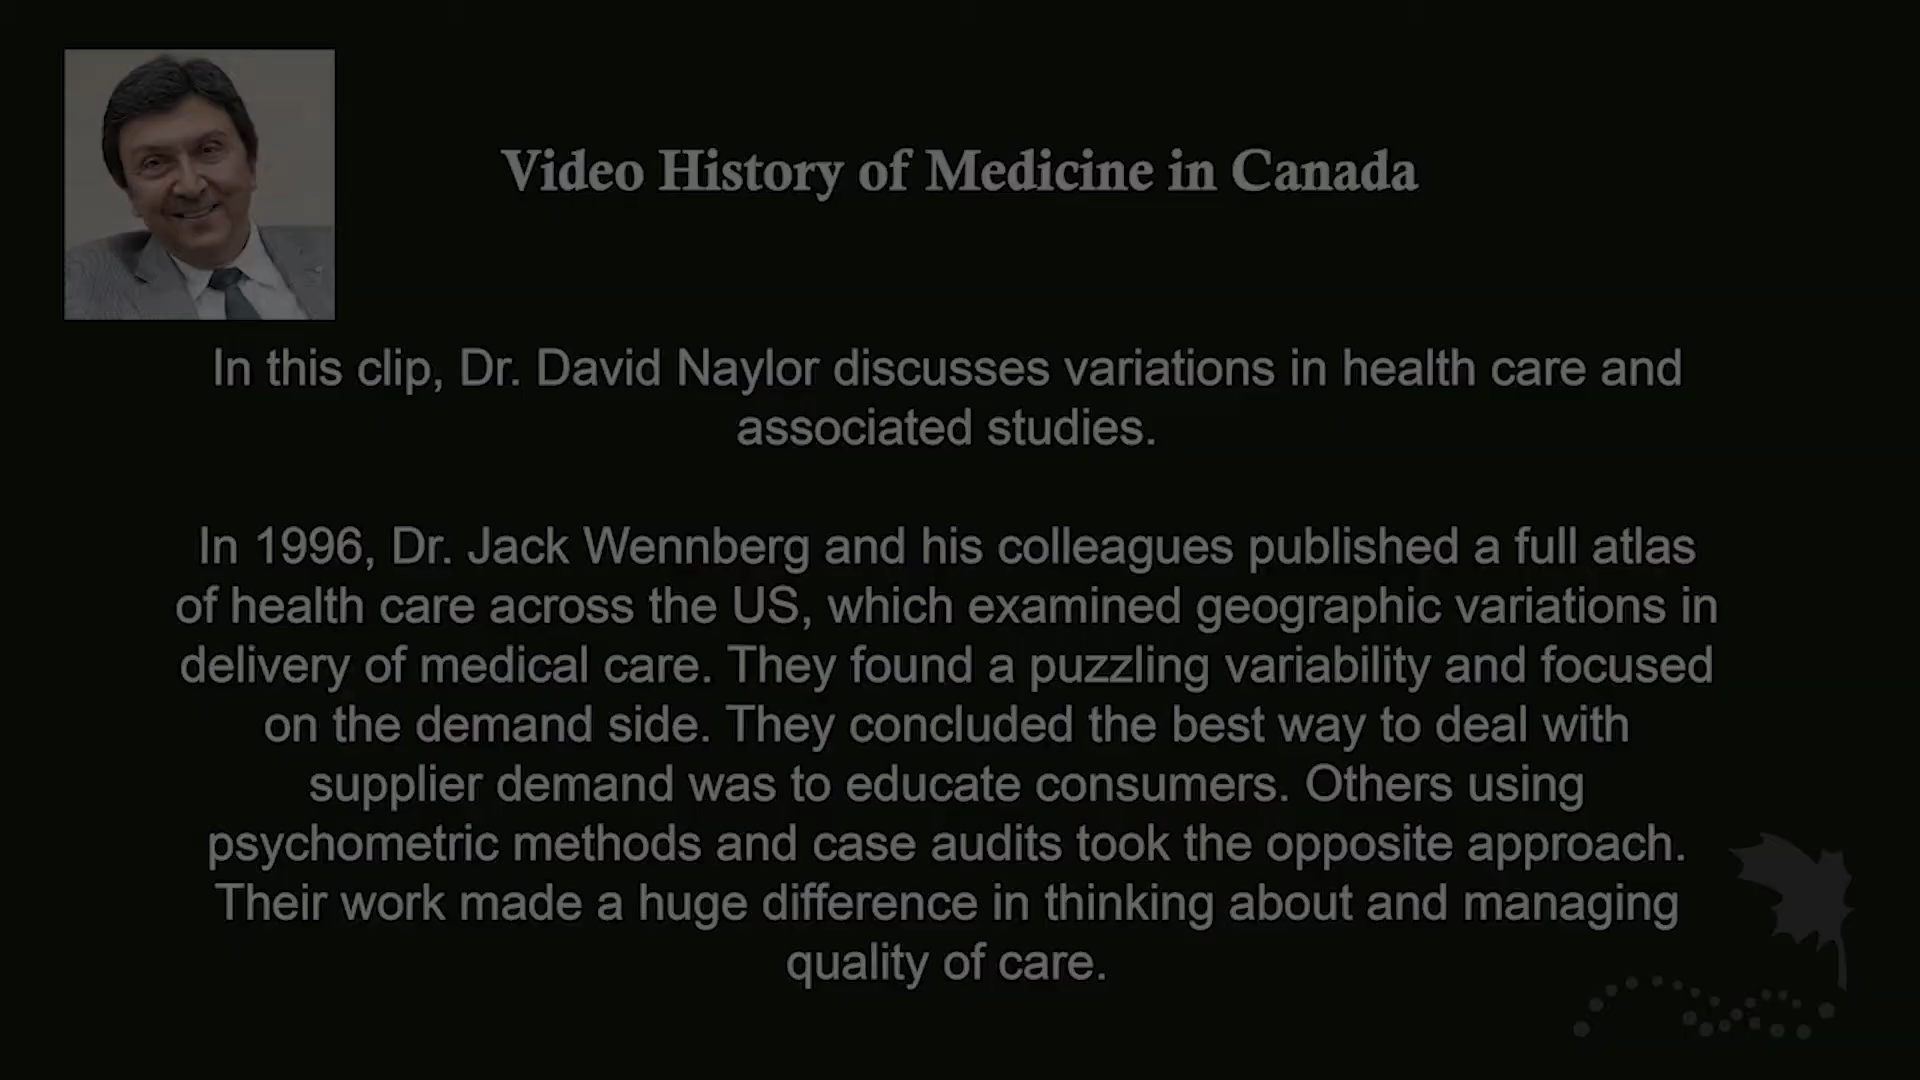 Video History of Medicine in Canada
In this clip, Dr. David Naylor discusses variations in health care and
associated studies.
In 1996, Dr. Jack Wennberg and his colleagues published a full atlas
of health care across the US, which examined geographic variations in
delivery of medical care. They found a puzzling variability and focused
on the demand side. They concluded the best way to deal with
supplier demand was to educate consumers. Others using
psychometric methods and case audits took the opposite approach.
Their work made a huge difference in thinking about and managing
quality of care.